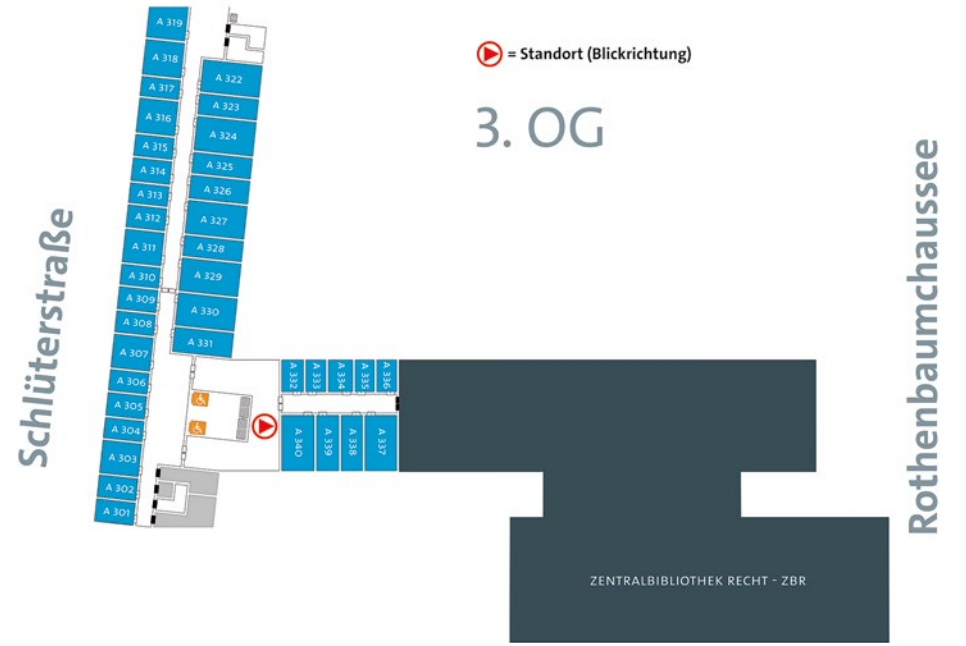 = Standort (Blickrichtung)
3. OG
Schlüterstraße
Rothenbaumchaussee
A 319
A 318
A 317
A 316
A 315
A 314
A 313
A 312
A 311
A 310
A 309
A 308
A 307
A 306
A 305
A 304
A 303
A 302
A 301
A 322
A 323
A 324
A 325
A 326
A 327
A 328
A 329
A 330
A 331
A 332
A 333
A 334
A 335
A 336
A 340
A 339
A 338
A 337
ZENTRALBIBLIOTHEK RECHT - ZBR